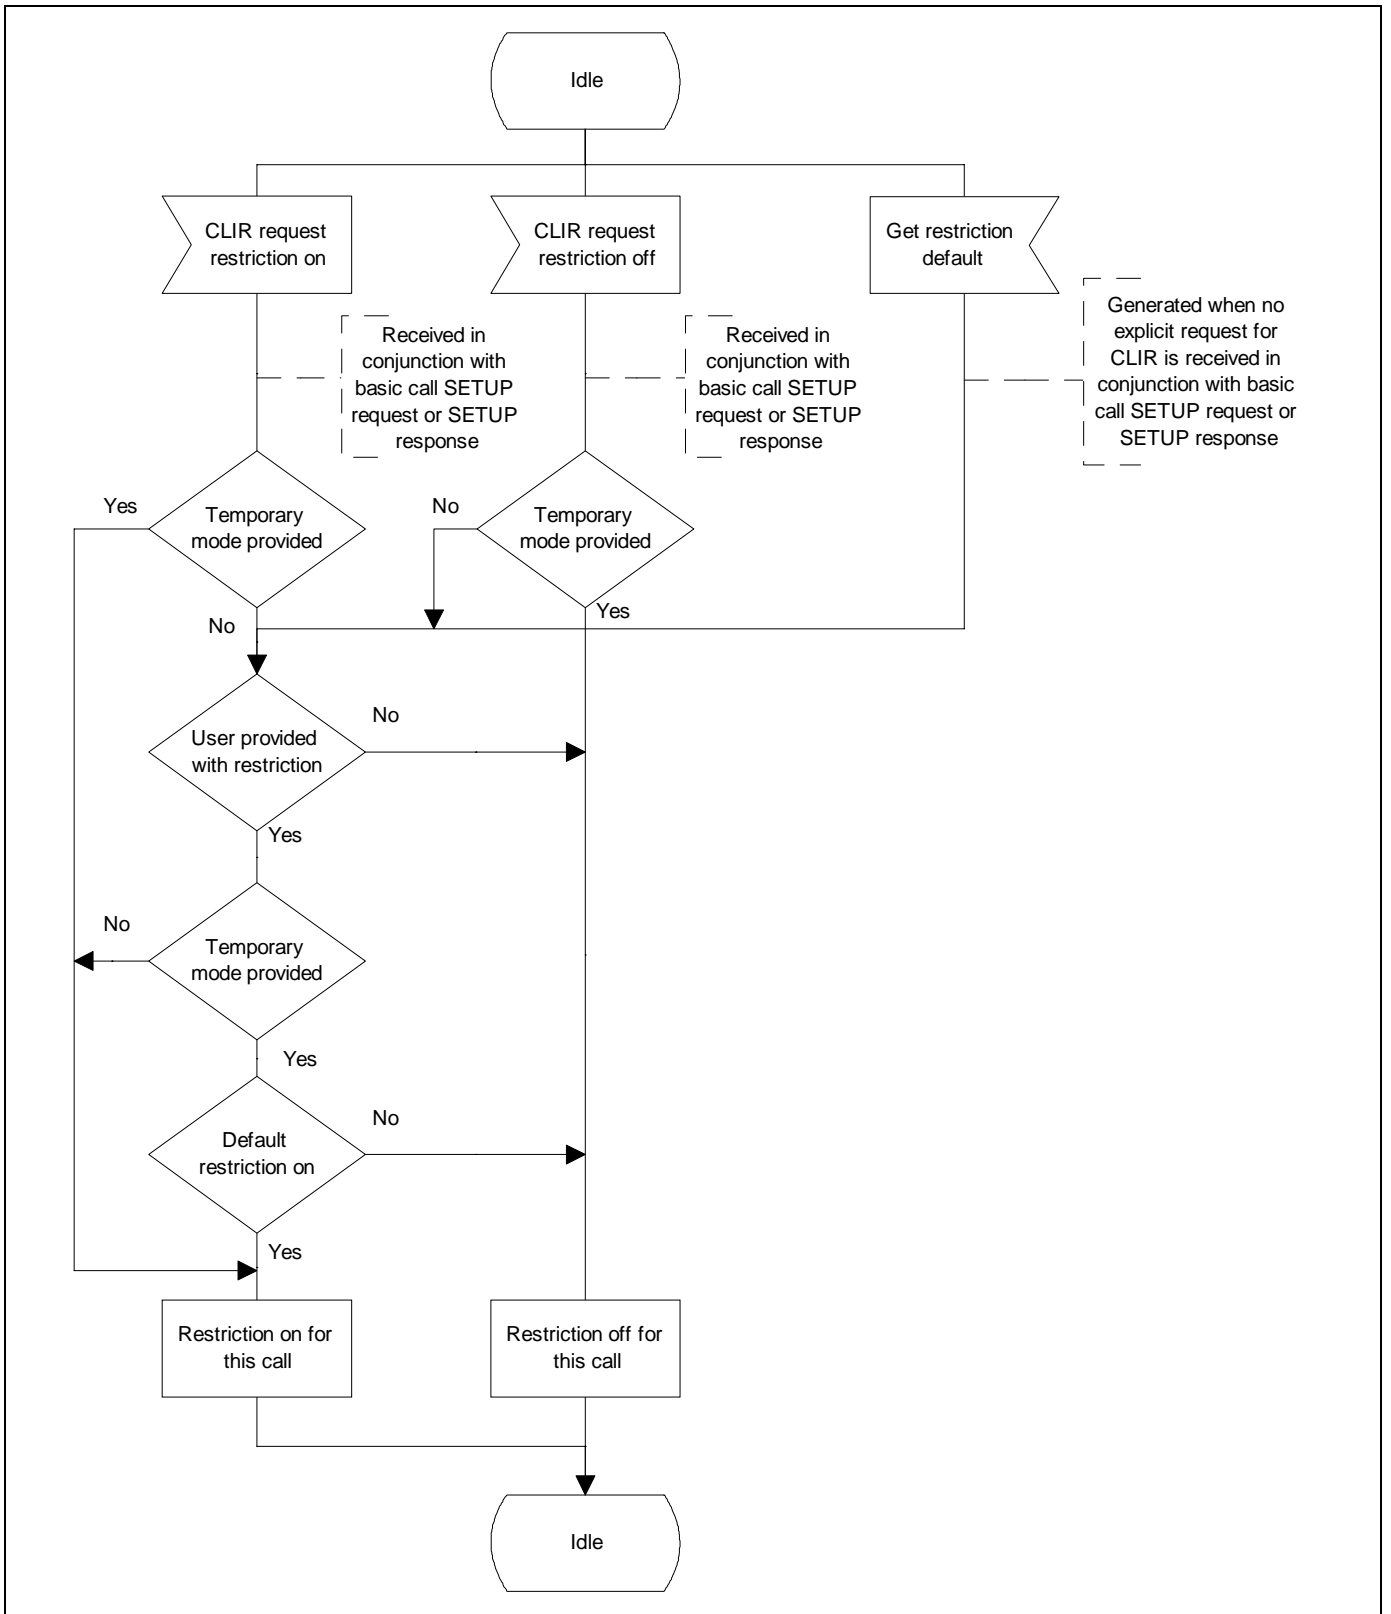 Idle
CLIR request
restriction on
CLIR request
restriction off
Get restriction
default
Received in
conjunction with
basic call SETUP
request or SETUP
response
Received in
conjunction with
basic call SETUP
request or SETUP
response
Generated when no
explicit request for
CLIR is received in
conjunction with basic
call SETUP request or
SETUP response
Yes
Temporary
mode provided
No
Temporary
mode provided
Yes
No
User provided
with restriction
No
Yes
No
Temporary
mode provided
Yes
Default
restriction on
No
Yes
Restriction on for
this call
Restriction off for
this call
Idle